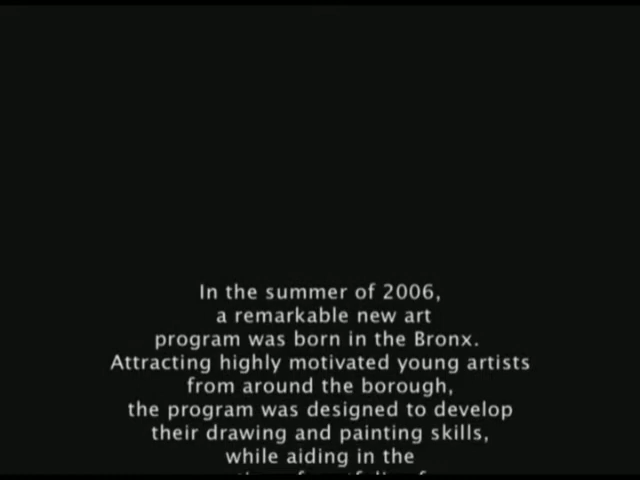 In the summer of 2006,
a remarkable new art
program was born in the Bronx.
Attracting highly motivated young artists
from around the borough,
the program was designed to develop
their drawing and painting skills,
while aiding in the